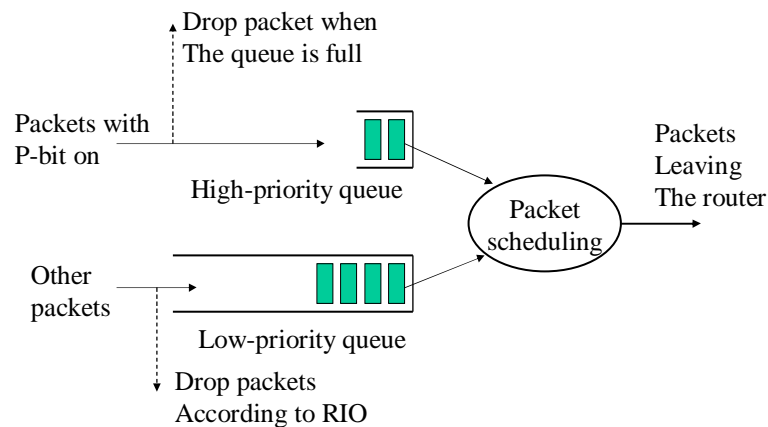 Drop packet when
The queue is full
Packets with
P-bit on
High-priority queue
Packets
Leaving
The router
Packet
scheduling
Other
packets
Low-priority queue
Drop packets
According to RIO